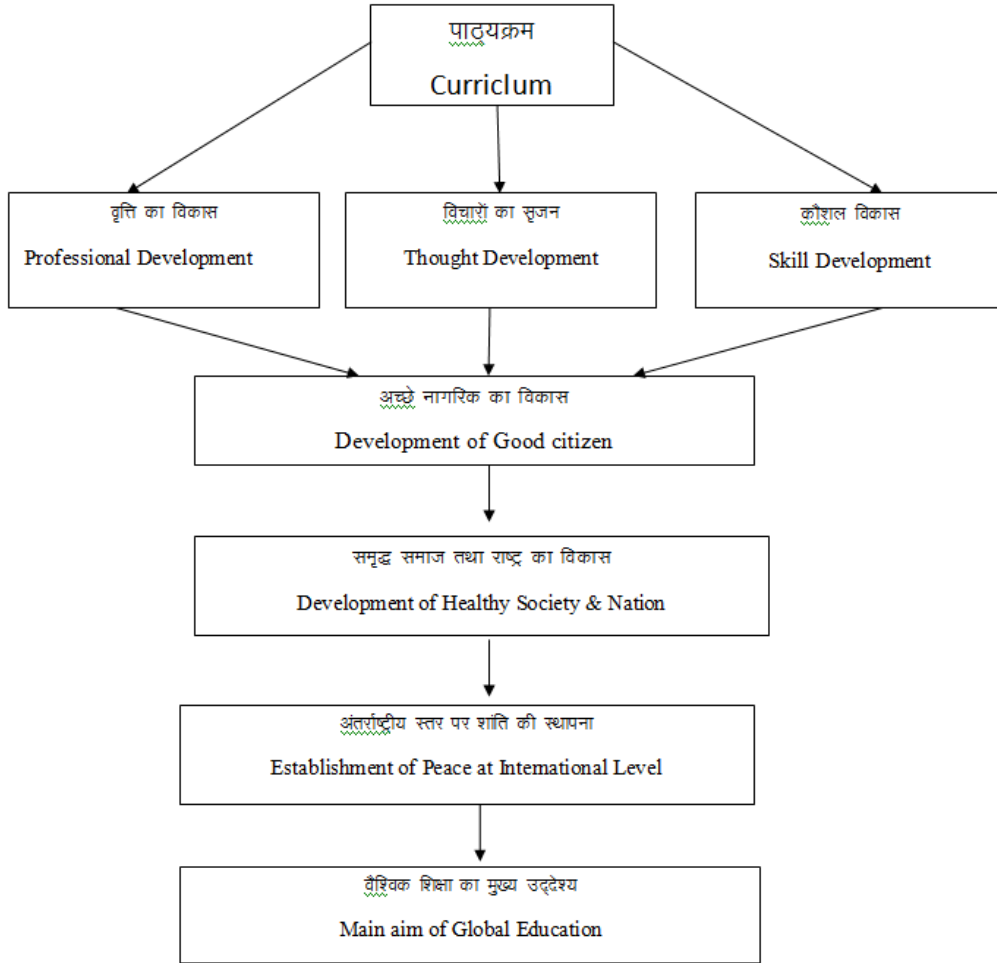 पाठ्यक्रम
Curriclum
वृत्ति का विकास
Professional Development
विचारों का सृजन
Thought Development
कौशल विकास
Skill Development
अच्छे नागरिक का विकास
Development of Good citizen
समृद्ध समाज तथा राष्ट्र का विकास
Development of Healthy Society & Nation
अंतर्राष्ट्रीय स्तर पर शांति की स्थापना
Establishment of Peace at International Level
वैश्विक शिक्षा का मुख्य उद्देश्य
Main aim of Global Education